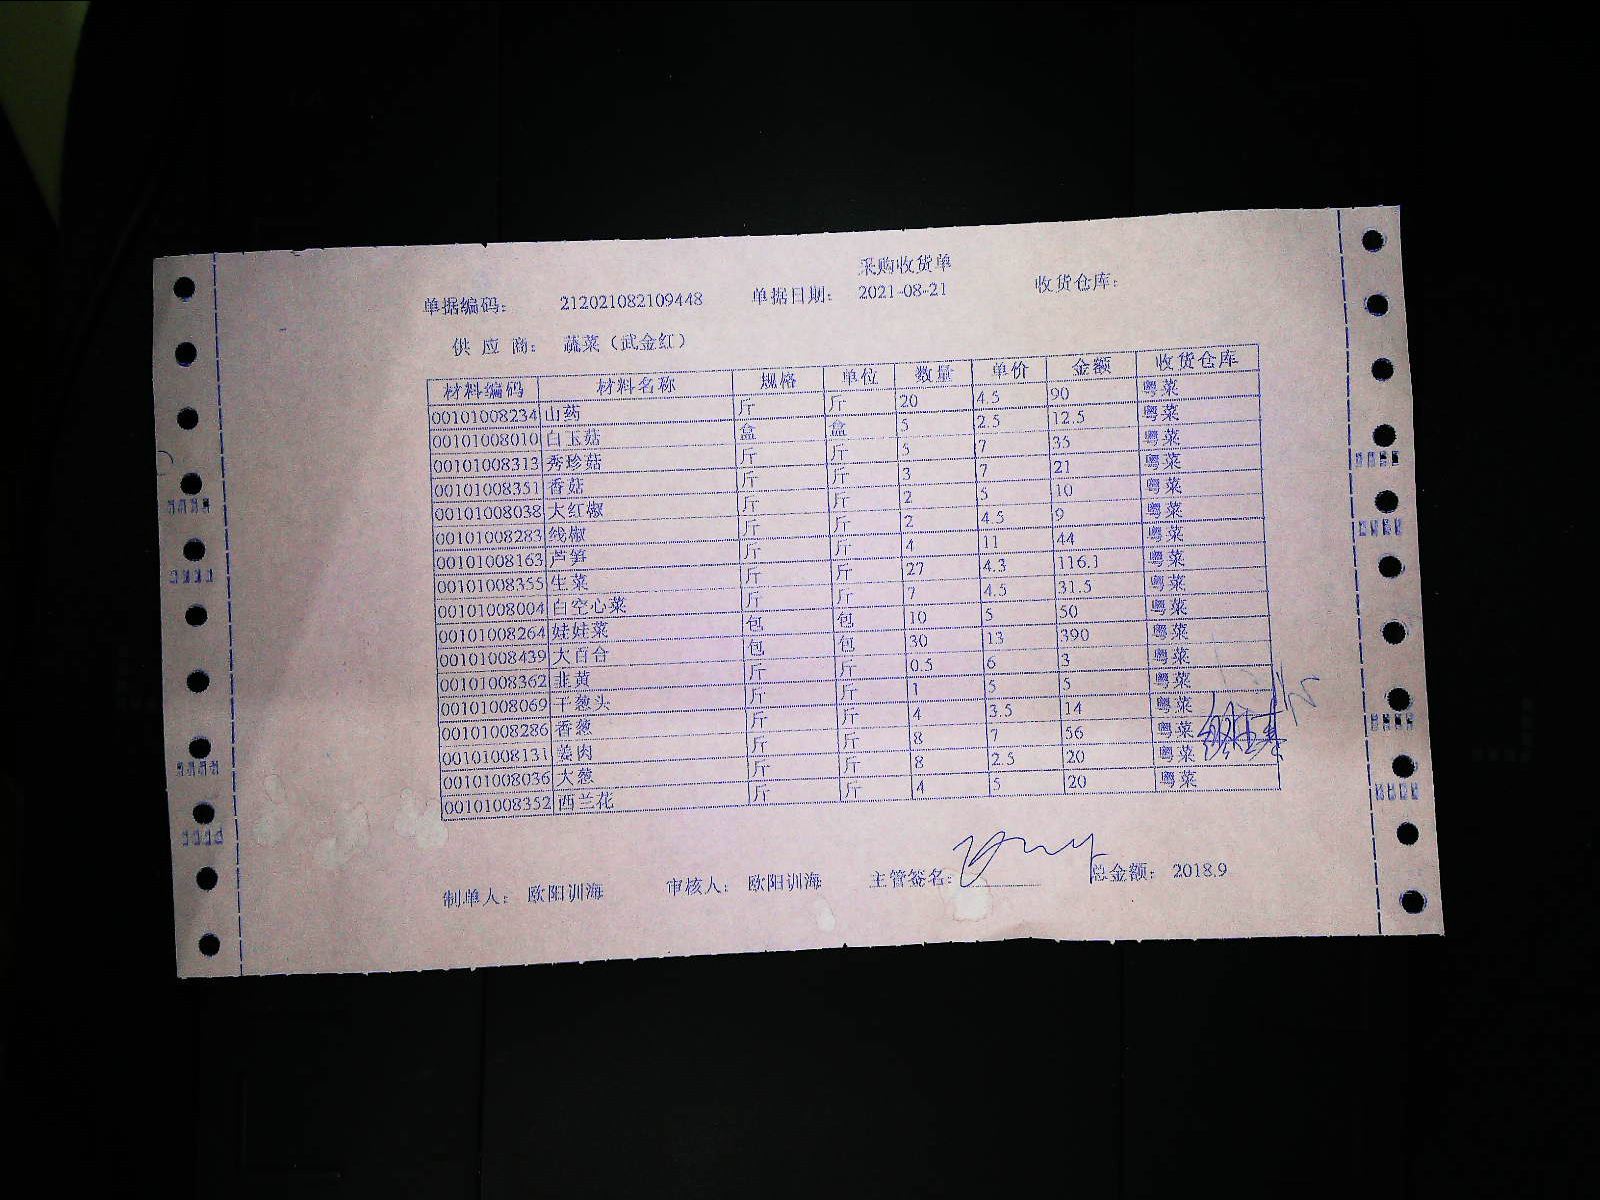 采购收货单
单据编码: 212021082109448 单据日期: 2021-08-21 收货仓库:
供应商: 蔬菜（武金红）
材料编码 材料名称 规格 单位 数量 单价 金额 收货仓库
00101008234 山药 斤 斤 20 4.5 90 粤菜
00101008010 白玉菇 盒 盒 5 2.5 12.5 粤菜
00101008313 秀珍菇 斤 斤 5 7 35 粤菜
00101008351 香菇 斤 斤 3 7 21 粤菜
00101008038 大红椒 斤 斤 2 5 10 粤菜
00101008283 线椒 斤 斤 2 4.5 9 粤菜
00101008163 芦笋 斤 斤 4 11 44 粤菜
00101008355 生菜 斤 斤 27 4.3 116.1 粤菜
00101008004 白空心菜 斤 斤 7 4.5 31.5 粤菜
00101008264 娃娃菜 包 包 10 5 50 粤菜
00101008439 大百合 包 包 30 13 390 粤菜
00101008362 韭黄 斤 斤 0.5 6 3 粤菜
00101008069 干葱头 斤 斤 1 5 5 粤菜
00101008286 香葱 斤 斤 4 3.5 14 粤菜
00101008131 姜肉 斤 斤 8 7 56 粤菜
00101008036 大葱 斤 斤 8 2.5 20 粤菜
00101008352 西兰花 斤 斤 4 5 20 粤菜
制单人: 欧阳训海 审核人: 欧阳训海 主管签名: 总金额: 2018.9